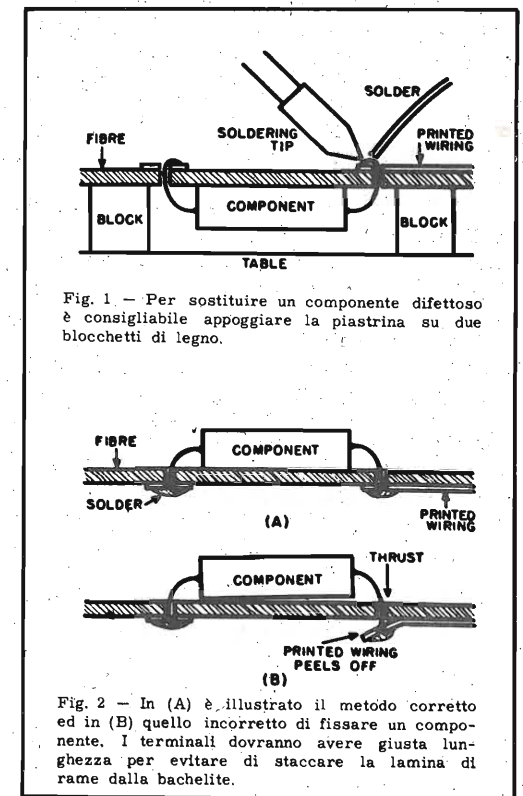 SOLDER
FIBRE
SOLDERING
TIP
PRINTED
WIRING
COMPONENT
BLOCK
BLOCK
TABLE
Fig. 1 — Per sostituire un componente difettoso
è consigliabile appoggiare la piastrina su due
blocchetti di legno.
FIBRE
COMPONENT
SOLDER
PRINTED
WIRING
(A)
THRUST
COMPONENT
PRINTED WIRING
PEELS OFF
(B)
Fig. 2 — In (A) è illustrato il metodo corretto
ed in (B) quello incorretto di fissare un compo-
nente. I terminali dovranno avere giusta lun-
ghezza per evitare di staccare la lamina di
rame dalla bachelite.